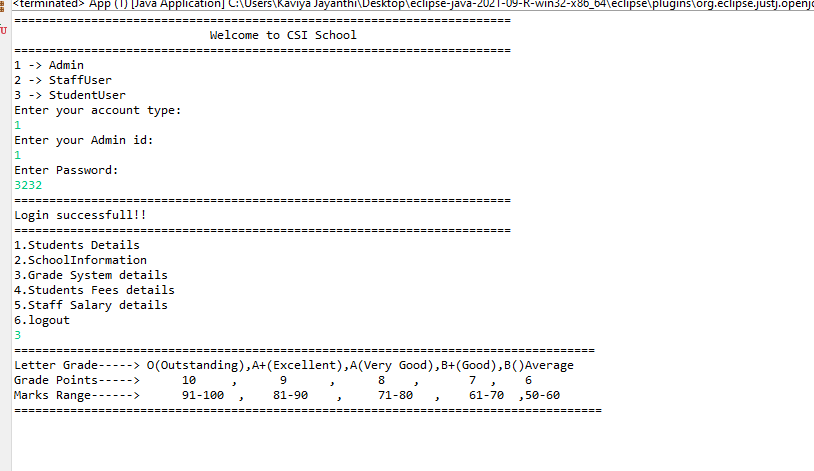 <terminated> App (1) [Java Application] C:\Users\Kaviya Jayanthi\Desktop\eclipse-java-2021-09-R-win32-x86_64\eclipse\plugins\org.eclipse.justj.openjd
=======================================================================
Welcome to CSI School
=======================================================================
1 -> Admin
2 -> StaffUser
3 -> StudentUser
Enter your account type:
1
Enter your Admin id:
1
Enter Password:
3232
=======================================================================
Login successfull!!
=======================================================================
1.Students Details
2.SchoolInformation
3.Grade System details
4.Students Fees details
5.Staff Salary details
6.logout
3
===================================================================================
Letter Grade-----> O(Outstanding),A+(Excellent),A(Very Good),B+(Good),B()Average
Grade Points-----> 10 , 9 , 8 , 7 , 6
Marks Range------> 91-100 , 81-90 , 71-80 , 61-70 ,50-60
====================================================================================